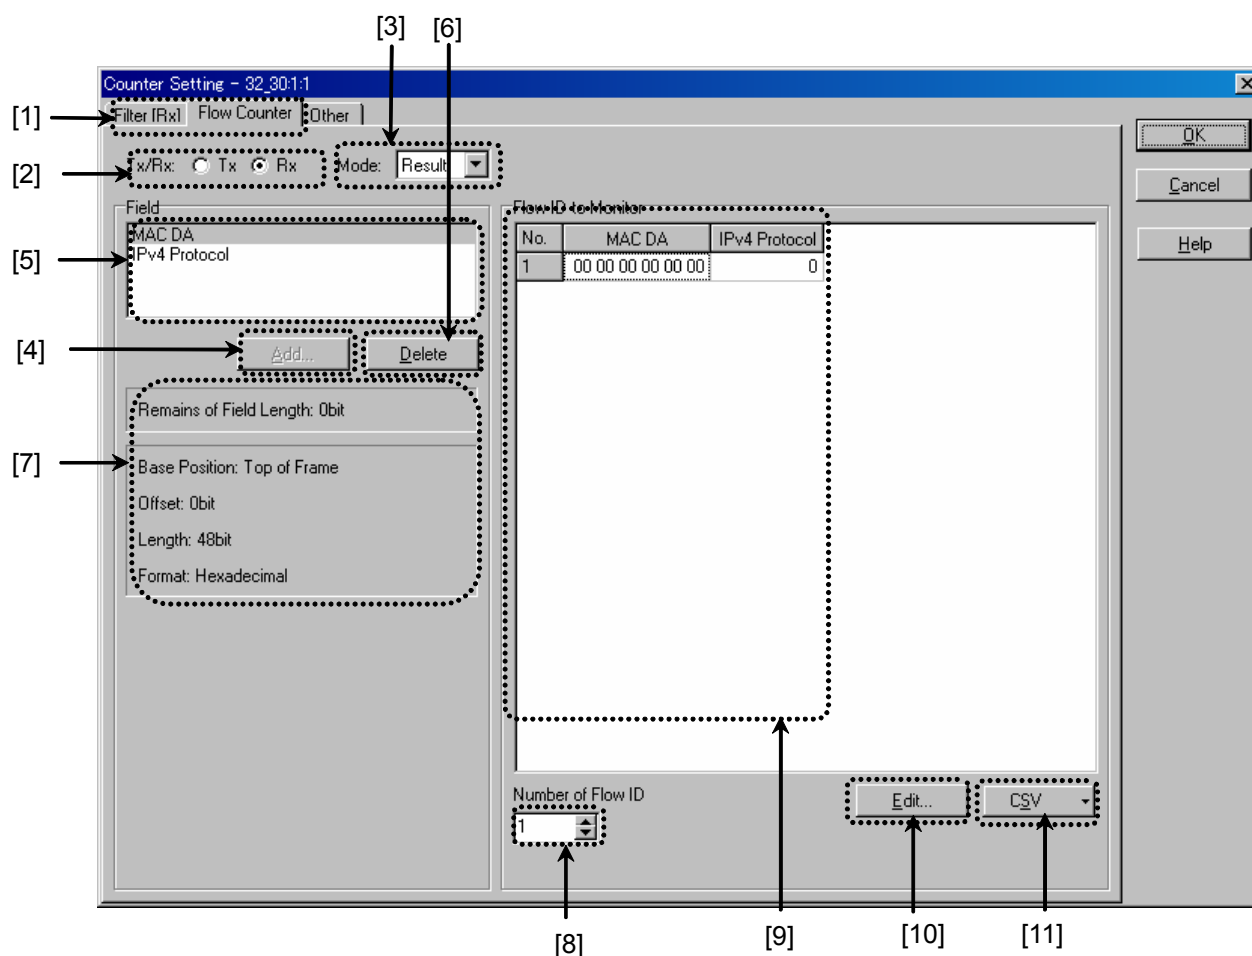 [3] [6]
Counter Setting - 32_30:1:1
[1] Filter [Rx] Flow Counter Other
OK
[2] Tx/Rx: Tx Rx Mode: Result
Cancel
Field Flow ID to Monitor
MAC DA
No. MAC DA IPv4 Protocol
Help
[5] IPv4 Protocol
1 00 00 00 00 00 00 0
[4] Add... Delete
Remains of Field Length: 0bit
[7] Base Position: Top of Frame
Offset: 0bit
Length: 48bit
Format: Hexadecimal
Number of Flow ID Edit... CSV
1
[8] [9] [10] [11]